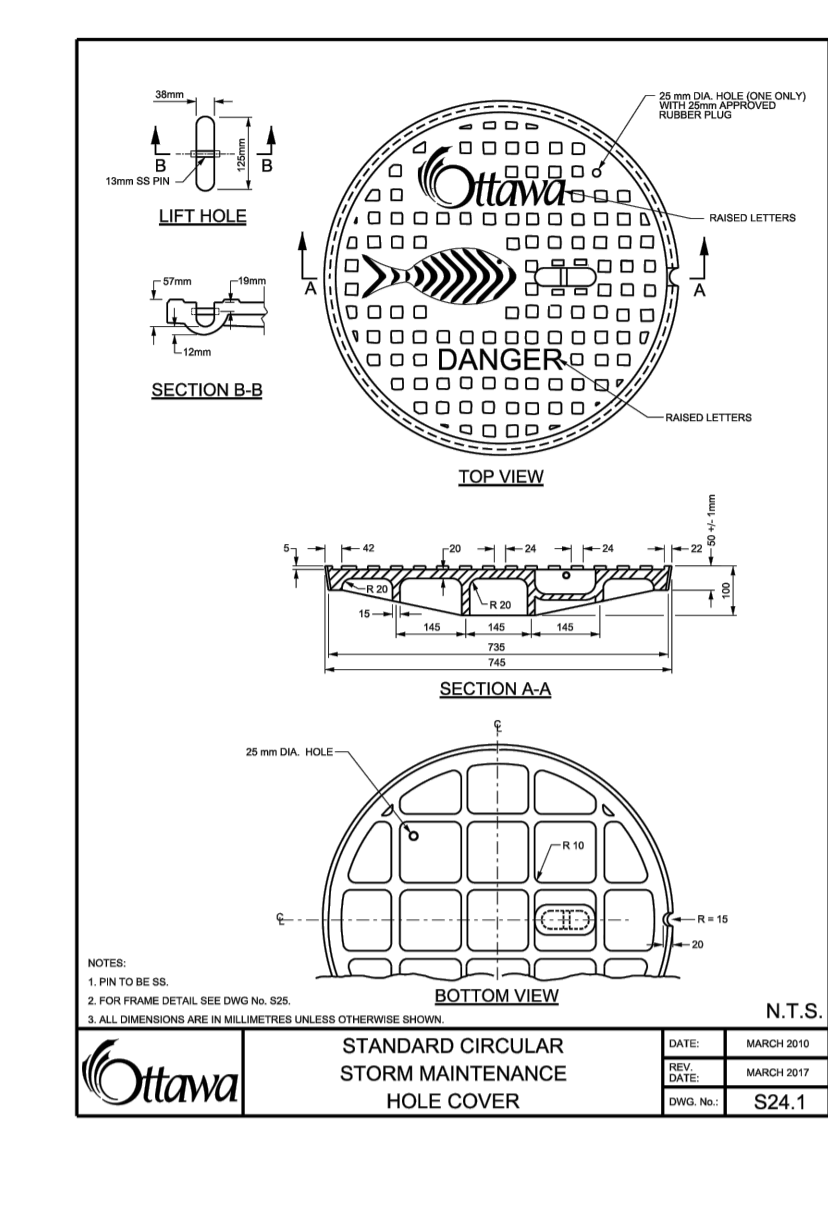 38mm
25 mm DIA. HOLE (ONE ONLY)
WITH 25mm APPROVED
RUBBER PLUG
125mm
B
B
13mm SS PIN
LIFT HOLE
Ottawa
RAISED LETTERS
A
A
57mm
19mm
12mm
SECTION B-B
DANGER
RAISED LETTERS
TOP VIEW
50 +/- 1mm
5
42
20
24
24
22
R 20
R 20
100
15
145
145
145
735
745
SECTION A-A
℄
25 mm DIA. HOLE
R 10
℄
R = 15
20
BOTTOM VIEW
NOTES:
1. PIN TO BE SS.
2. FOR FRAME DETAIL SEE DWG No. S25.
3. ALL DIMENSIONS ARE IN MILLIMETRES UNLESS OTHERWISE SHOWN.
N.T.S.
Ottawa
STANDARD CIRCULAR
STORM MAINTENANCE
HOLE COVER
DATE:
MARCH 2010
REV.
DATE:
MARCH 2017
DWG. No.:
S24.1